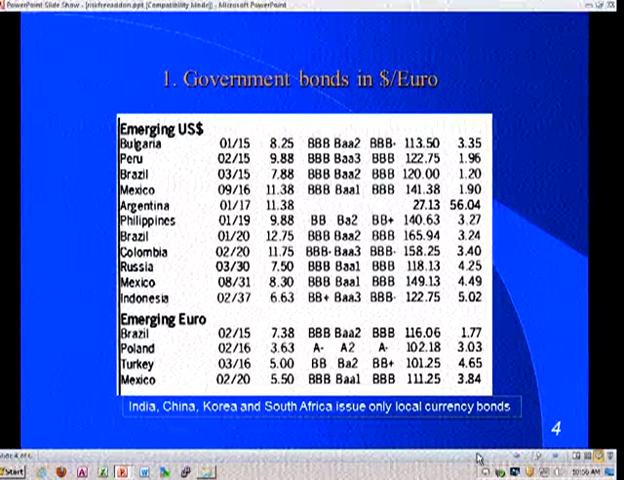 PowerPoint Slide Show - [riskfreeaddon.ppt [Compatibility Mode]] - Microsoft PowerPoint
1. Government bonds in $/Euro
Emerging US$
Bulgaria 01/15 8.25 BBB Baa2 BBB- 113.50 3.35
Peru 02/15 9.88 BBB Baa3 BBB 122.75 1.96
Brazil 03/15 7.88 BBB Baa2 BBB 120.00 1.20
Mexico 09/16 11.38 BBB Baa1 BBB 141.38 1.90
Argentina 01/17 11.38 27.13 56.04
Philippines 01/19 9.88 BB Ba2 BB+ 140.63 3.27
Brazil 01/20 12.75 BBB Baa2 BBB 165.94 3.24
Colombia 02/20 11.75 BBB- Baa3 BBB- 158.25 3.40
Russia 03/30 7.50 BBB Baa1 BBB 118.13 4.25
Mexico 08/31 8.30 BBB Baa1 BBB 149.13 4.49
Indonesia 02/37 6.63 BB+ Baa3 BBB- 122.75 5.02
Emerging Euro
Brazil 02/15 7.38 BBB Baa2 BBB 116.06 1.77
Poland 02/16 3.63 A- A2 A- 102.18 3.03
Turkey 03/16 5.00 BB Ba2 BB+ 101.25 4.65
Mexico 02/20 5.50 BBB Baa1 BBB 111.25 3.84
India, China, Korea and South Africa issue only local currency bonds
4
Start